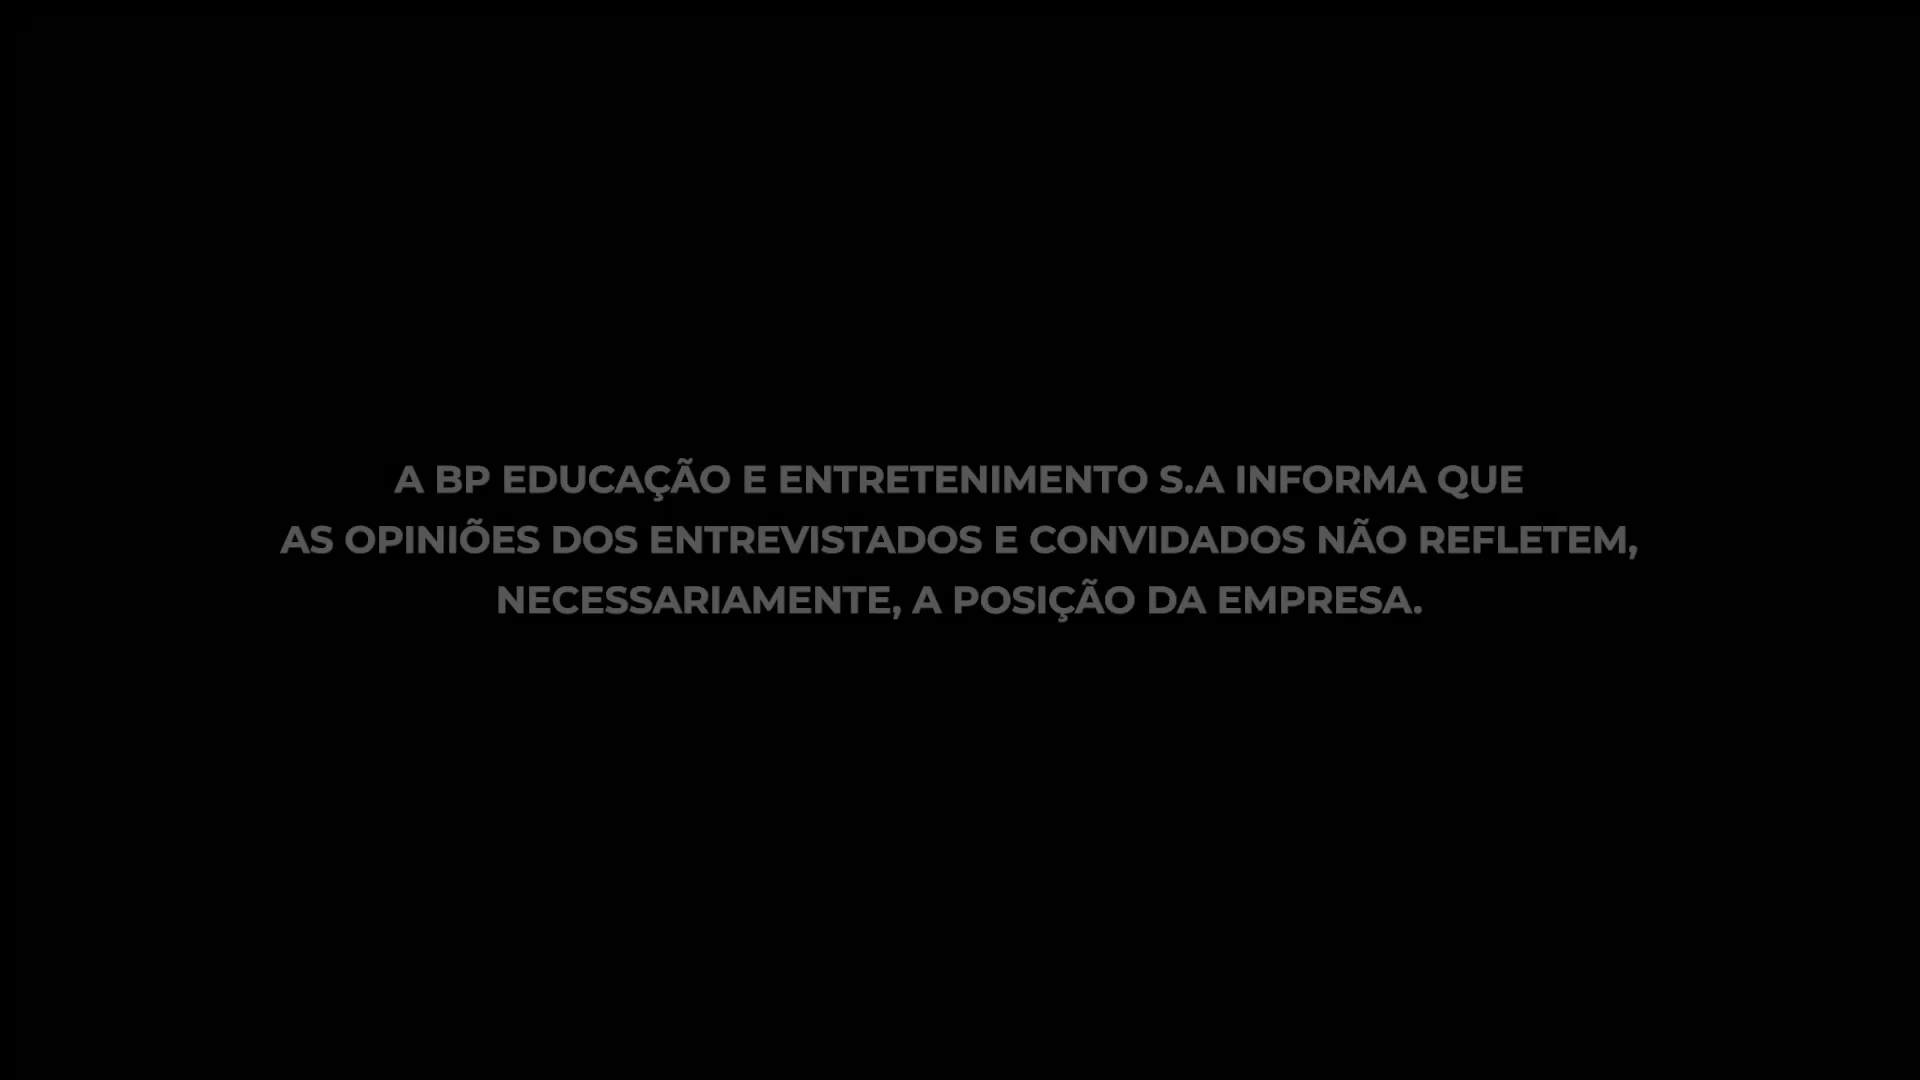 A BP EDUCAÇÃO E ENTRETENIMENTO S.A INFORMA QUE
AS OPINIÕES DOS ENTREVISTADOS E CONVIDADOS NÃO REFLETEM,
NECESSARIAMENTE, A POSIÇÃO DA EMPRESA.